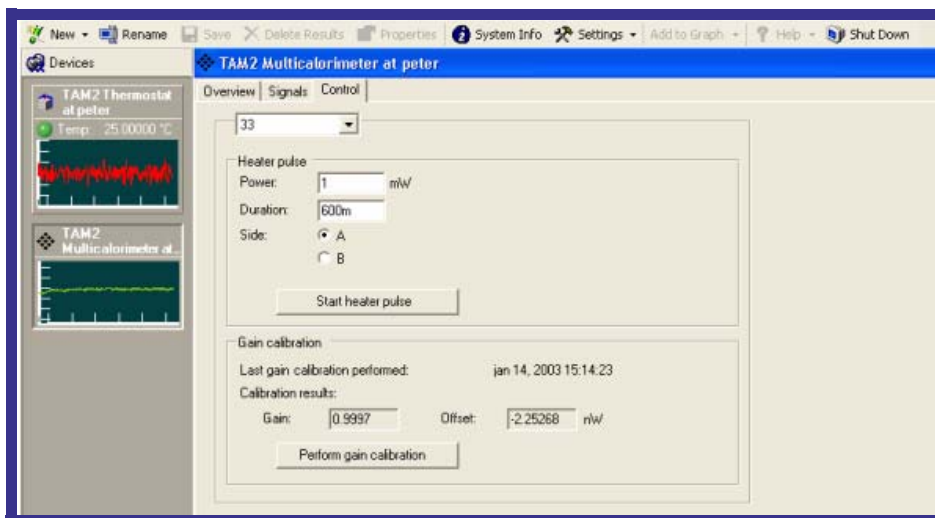 New Rename Save Delete Results Properties System Info Settings Add to Graph Help Shut Down
Devices
TAM2 Multicalorimeter at peter
TAM2 Thermostat
at peter
Temp: 25.00000 °C
TAM2
Multicalorimeter at..
Overview Signals Control
33
Heater pulse
Power: 1 mW
Duration: 600m
Side: A
B
Start heater pulse
Gain calibration
Last gain calibration performed: jan 14, 2003 15:14:23
Calibration results:
Gain: 0.9997 Offset: -2.25268 nW
Perform gain calibration